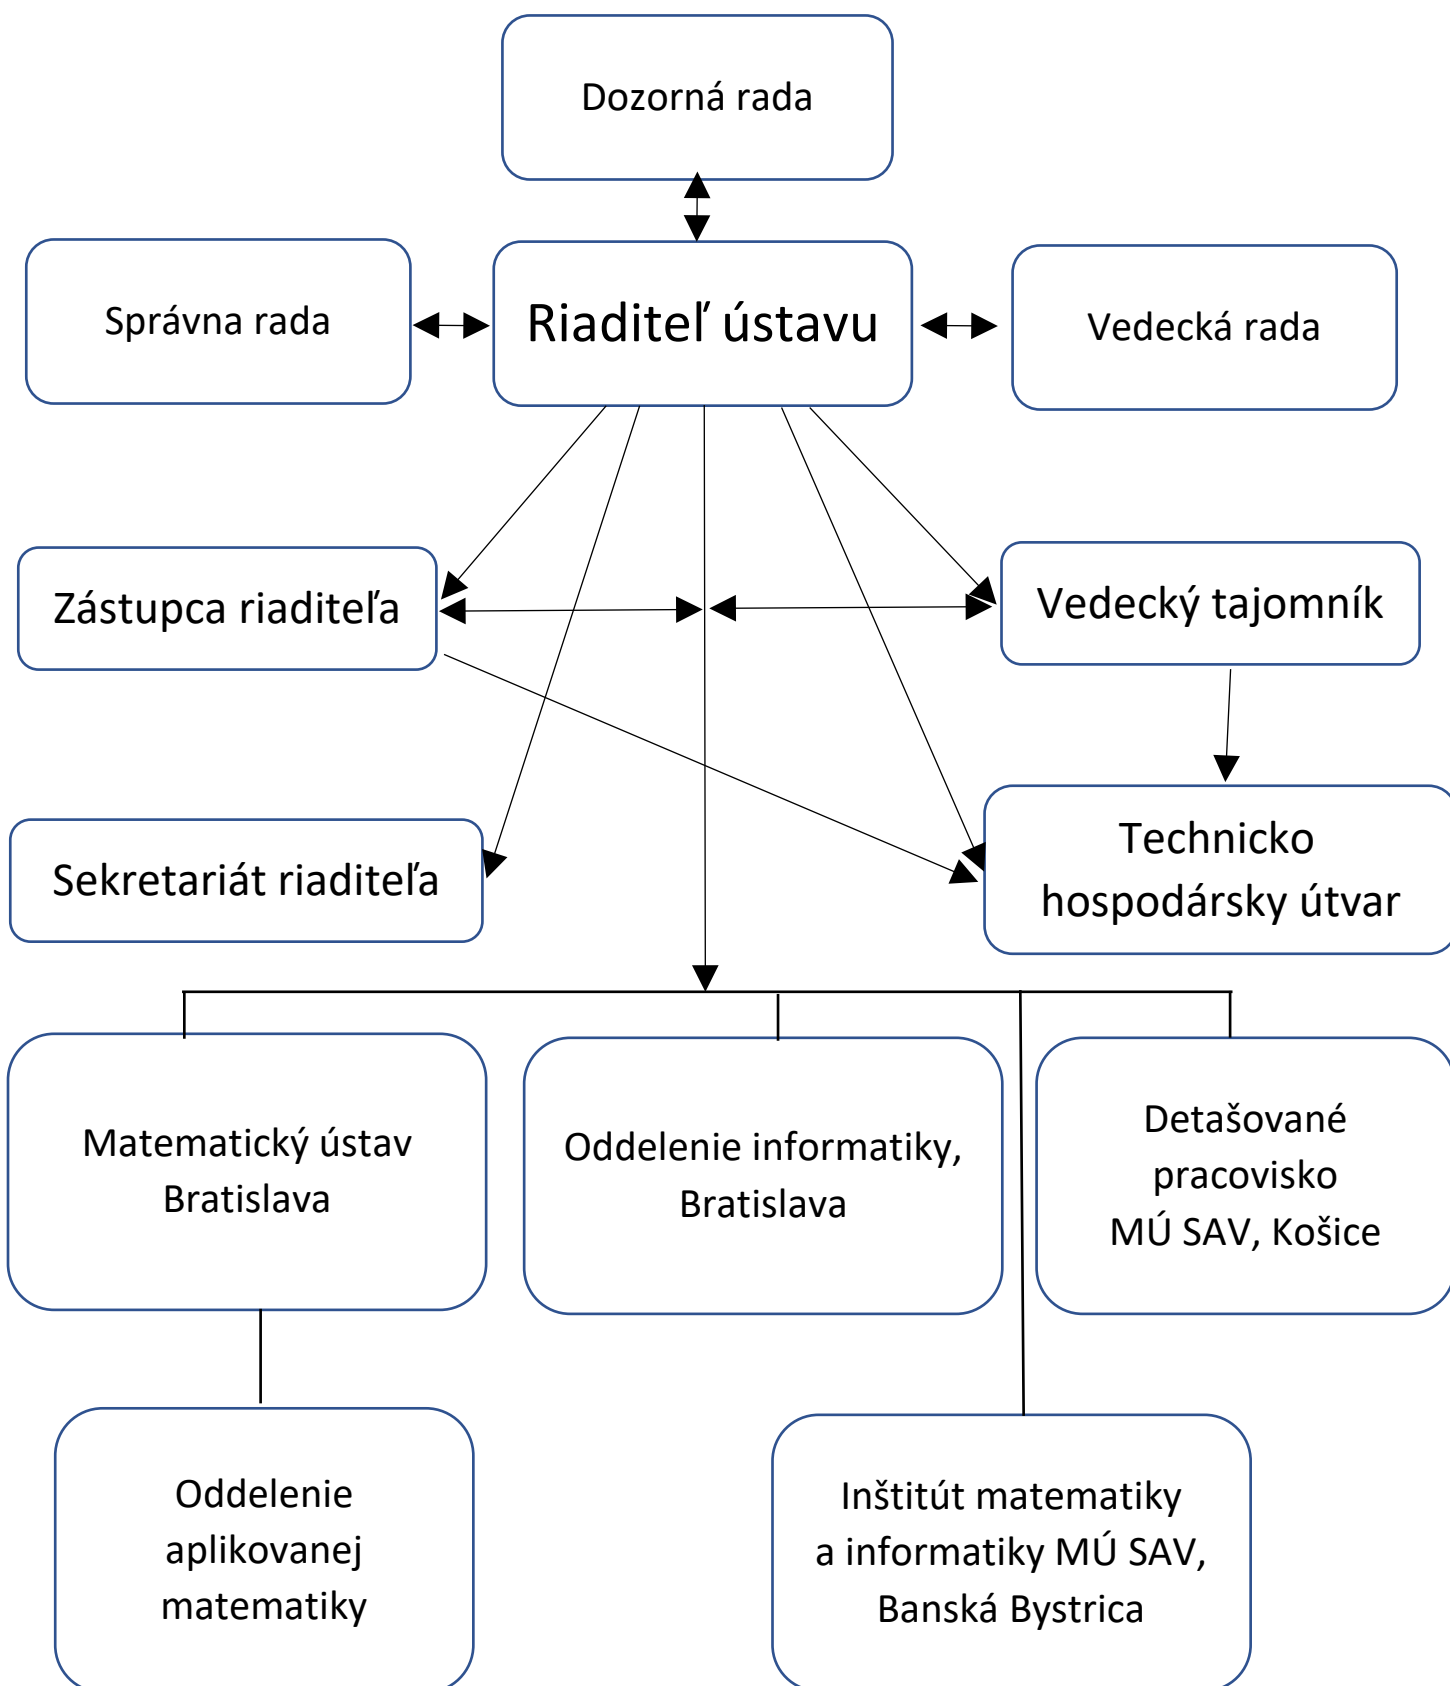 Dozorná rada
Správna rada
Riaditeľ ústavu
Vedecká rada
Zástupca riaditeľa
Vedecký tajomník
Sekretariát riaditeľa
Technicko
hospodársky útvar
Matematický ústav
Bratislava
Oddelenie informatiky,
Bratislava
Detašované
pracovisko
MÚ SAV, Košice
Oddelenie
aplikovanej
matematiky
Inštitút matematiky
a informatiky MÚ SAV,
Banská Bystrica